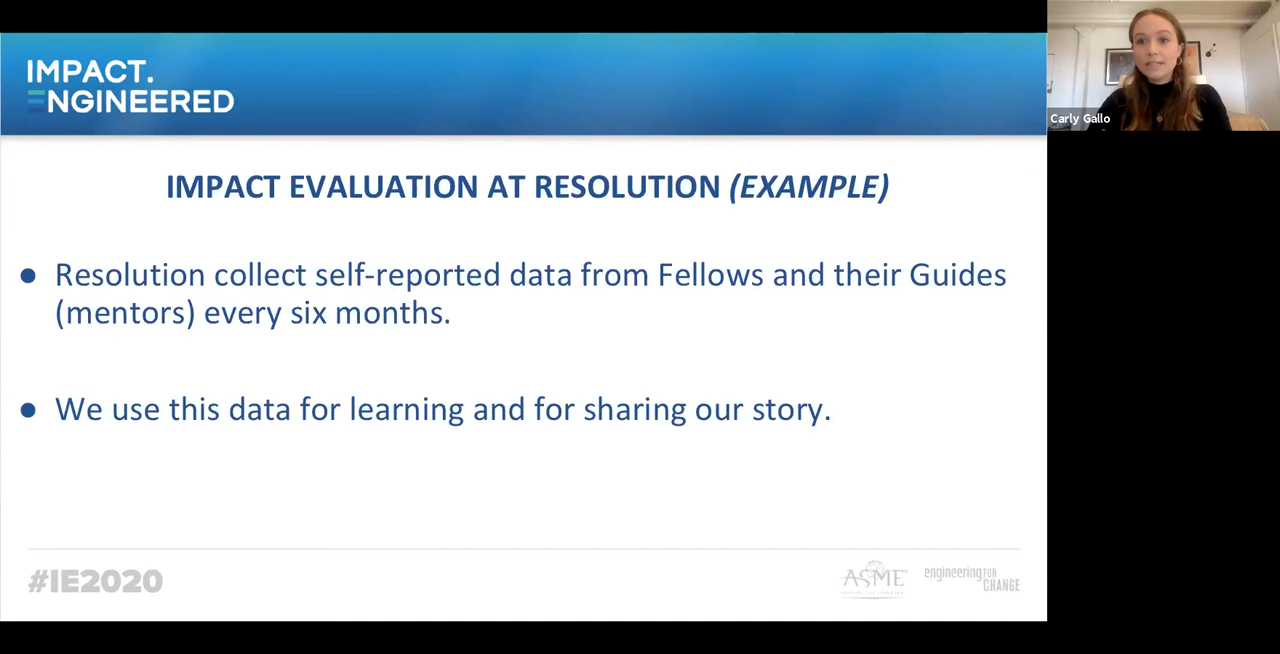 IMPACT.
ENGINEERED
Carly Gallo
IMPACT EVALUATION AT RESOLUTION (EXAMPLE)
● Resolution collect self-reported data from Fellows and their Guides
(mentors) every six months.
● We use this data for learning and for sharing our story.
#IE2020
ASME
engineering FOR
CHANGE